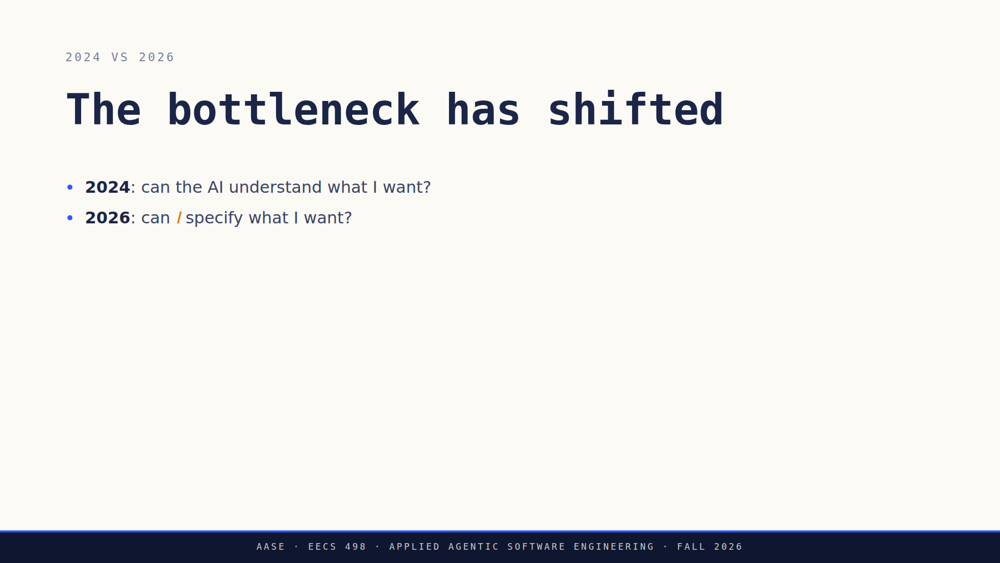 2024 VS 2026
The bottleneck has shifted
• 2024: can the AI understand what I want?
• 2026: can I specify what I want?
AASE · EECS 498 · APPLIED AGENTIC SOFTWARE ENGINEERING · FALL 2026